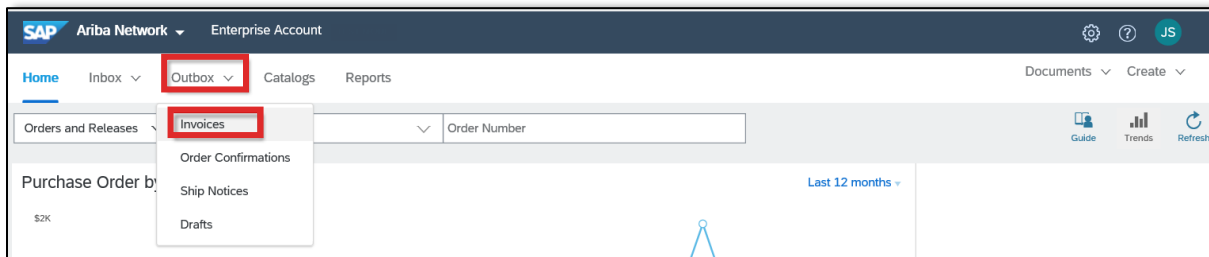 SAP Ariba Network Enterprise Account JS
Home Inbox Outbox Catalogs Reports Documents Create
Orders and Releases Invoices Order Number Guide Trends Refresh
Order Confirmations
Purchase Order by Ship Notices Last 12 months
$2K Drafts